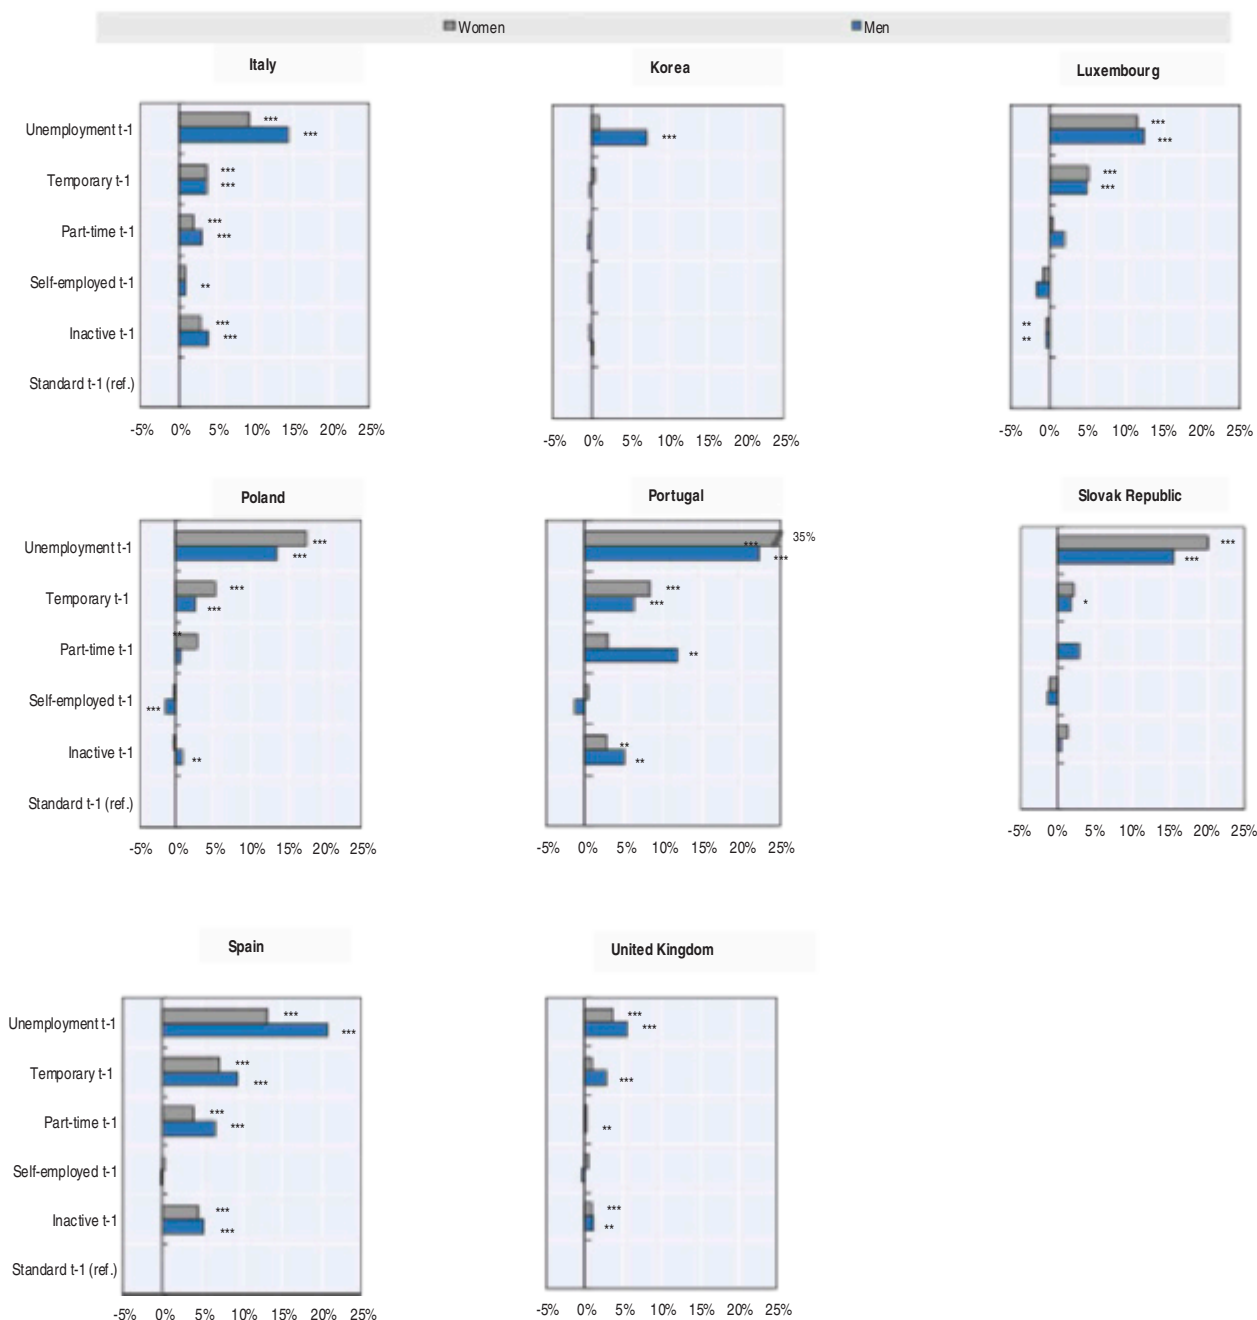 Women Men
Italy Korea Luxembourg
Unemployment t-1 *** *** *** *** ***
Temporary t-1 *** *** *** ***
Part-time t-1 *** ***
Self-employed t-1 **
Inactive t-1 *** *** ** **
Standard t-1 (ref.)
-5% 0% 5% 10% 15% 20% 25% -5% 0% 5% 10% 15% 20% 25% -5% 0% 5% 10% 15% 20% 25%
Poland Portugal Slovak Republic
Unemployment t-1 *** *** *** *** 35% *** ***
Temporary t-1 *** *** *** *** *
Part-time t-1 ** **
Self-employed t-1 ***
Inactive t-1 ** ** **
Standard t-1 (ref.)
-5% 0% 5% 10% 15% 20% 25% -5% 0% 5% 10% 15% 20% 25% -5% 0% 5% 10% 15% 20% 25%
Spain United Kingdom
Unemployment t-1 *** *** *** ***
Temporary t-1 *** *** ***
Part-time t-1 *** *** **
Self-employed t-1
Inactive t-1 *** *** *** **
Standard t-1 (ref.)
-5% 0% 5% 10% 15% 20% 25% -5% 0% 5% 10% 15% 20% 25%